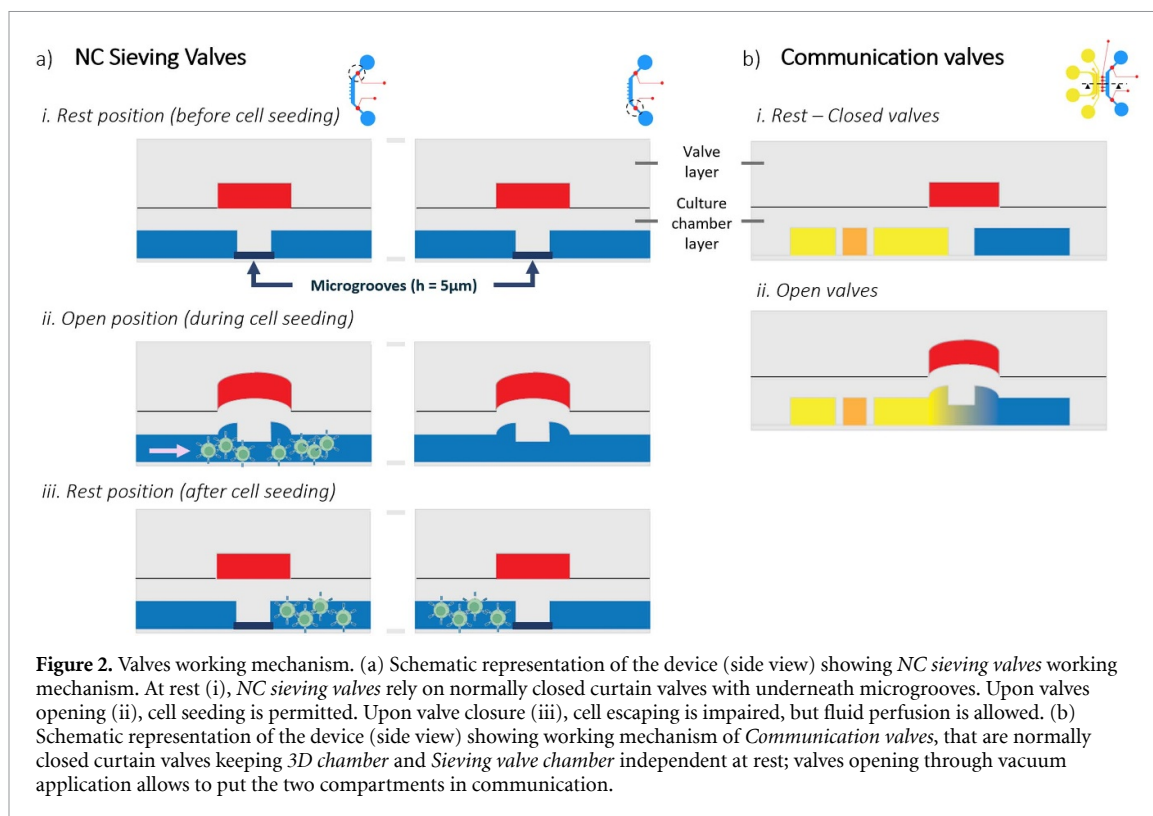 a) NC Sieving Valves
b) Communication valves
i. Rest position (before cell seeding)
i. Rest – Closed valves
Valve
layer
Culture
chamber
layer
Microgrooves (h = 5µm)
ii. Open position (during cell seeding)
ii. Open valves
iii. Rest position (after cell seeding)
Figure 2. Valves working mechanism. (a) Schematic representation of the device (side view) showing NC sieving valves working
mechanism. At rest (i), NC sieving valves rely on normally closed curtain valves with underneath microgrooves. Upon valves
opening (ii), cell seeding is permitted. Upon valve closure (iii), cell escaping is impaired, but fluid perfusion is allowed. (b)
Schematic representation of the device (side view) showing working mechanism of Communication valves, that are normally
closed curtain valves keeping 3D chamber and Sieving valve chamber independent at rest; valves opening through vacuum
application allows to put the two compartments in communication.